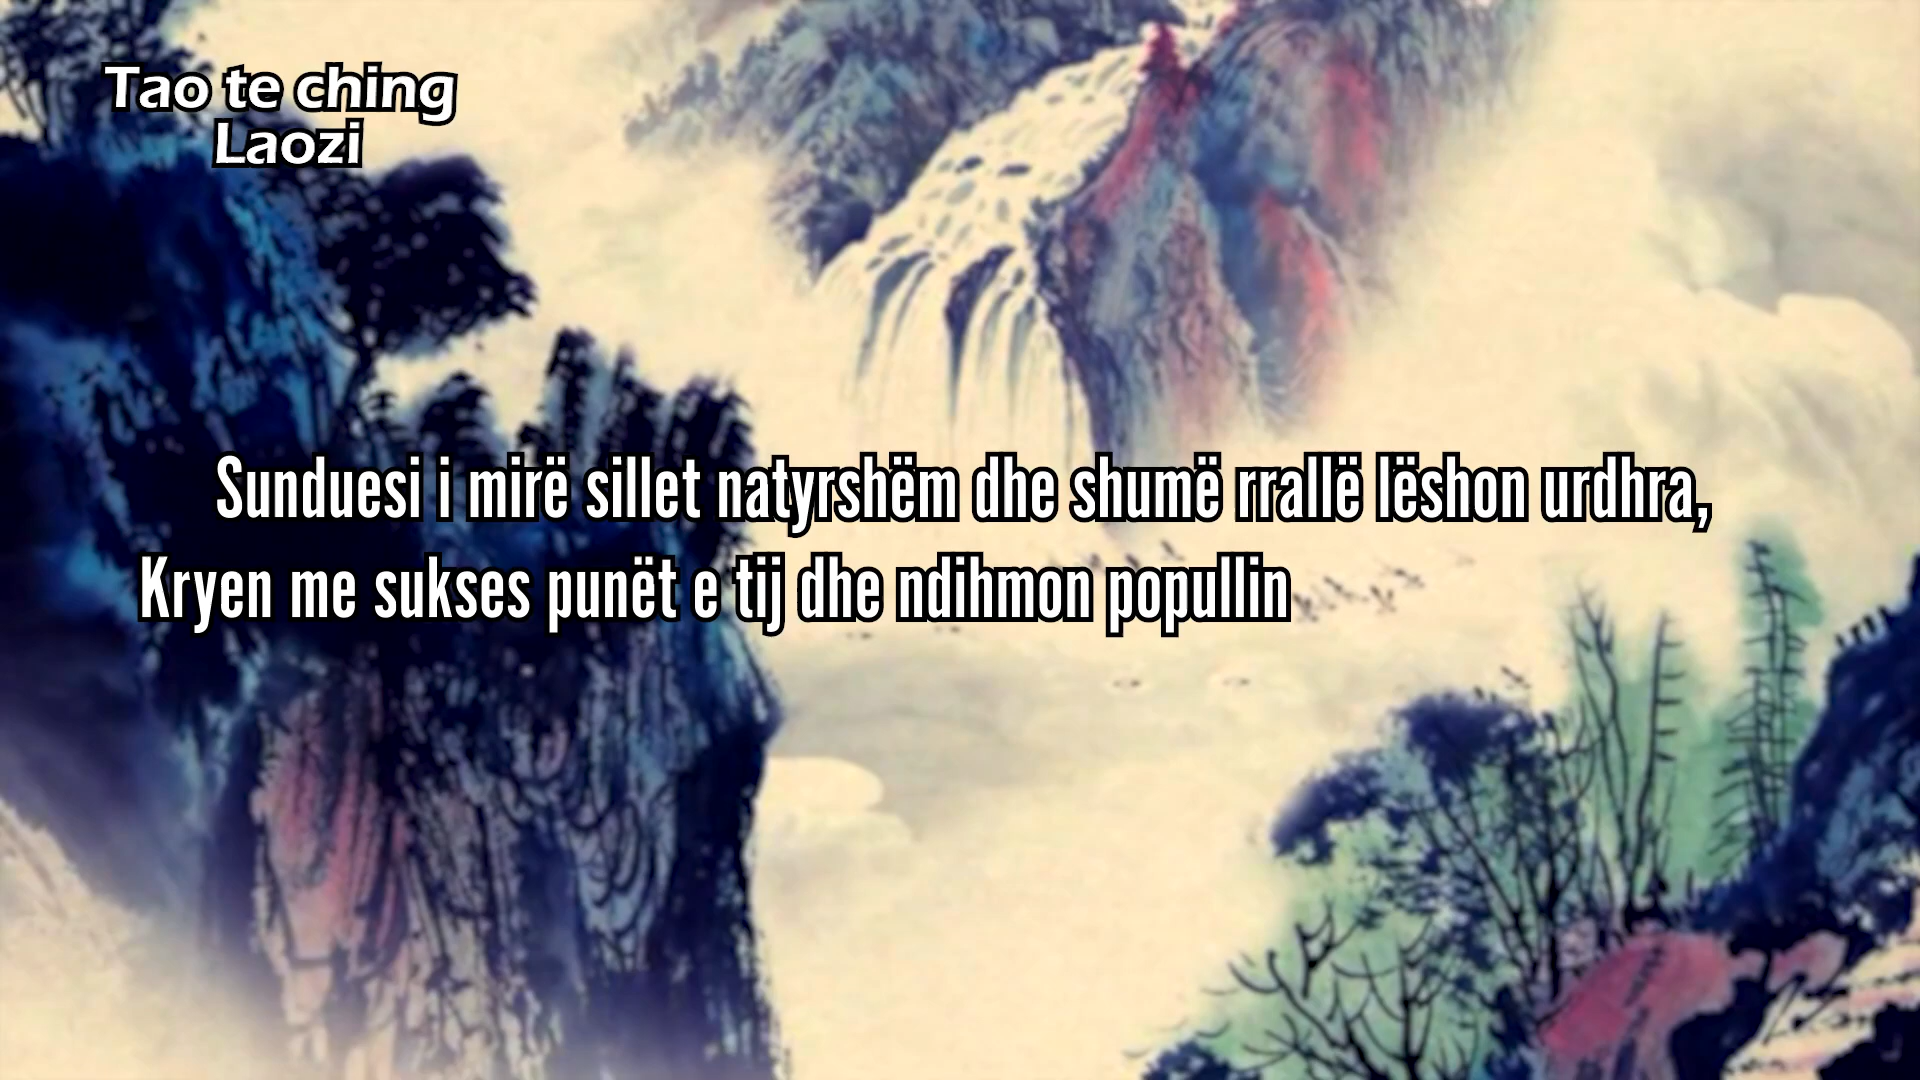 Tao te ching
Laozi
Sunduesi i mirë sillet natyrshëm dhe shumë rrallë lëshon urdhra,
Kryen me sukses punët e tij dhe ndihmon popullin